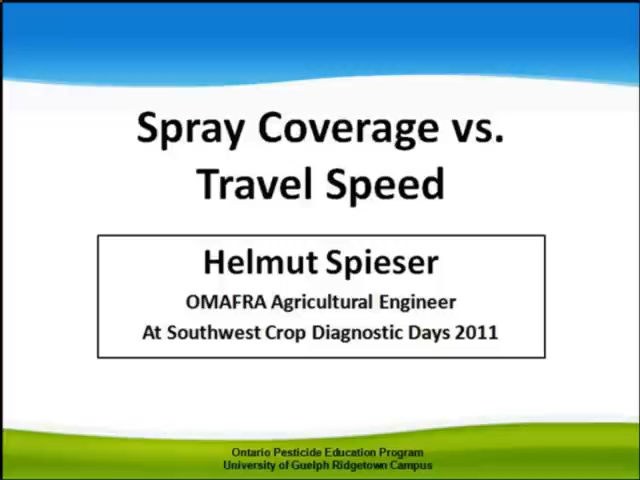 Spray Coverage vs.
Travel Speed
Helmut Spieser
OMAFRA Agricultural Engineer
At Southwest Crop Diagnostic Days 2011
Ontario Pesticide Education Program
University of Guelph Ridgetown Campus